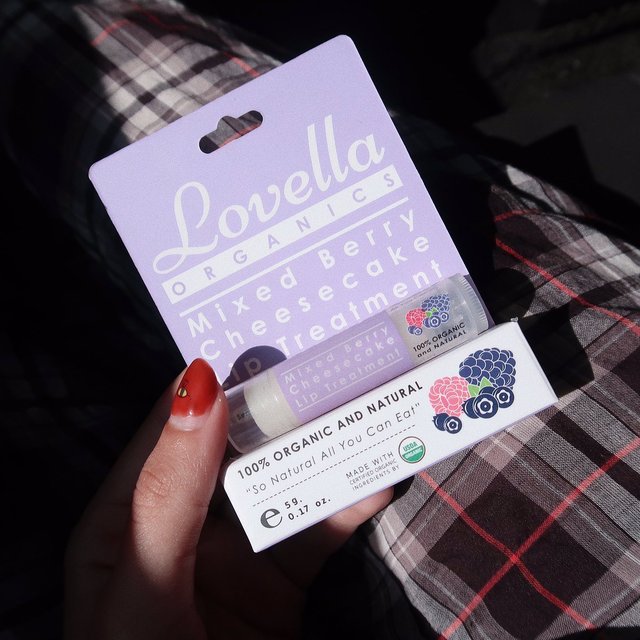 Lovella
ORGANICS
Mixed Berry
Cheesecake
Lip Treatment
Mixed Berry
Cheesecake
Lip Treatment
100% ORGANIC
and NATURAL
100% ORGANIC AND NATURAL
"So Natural All You Can Eat"
MADE WITH
CERTIFIED ORGANIC
INGREDIENTS BY
USDA
ORGANIC
℮ 5g.
0.17 oz.